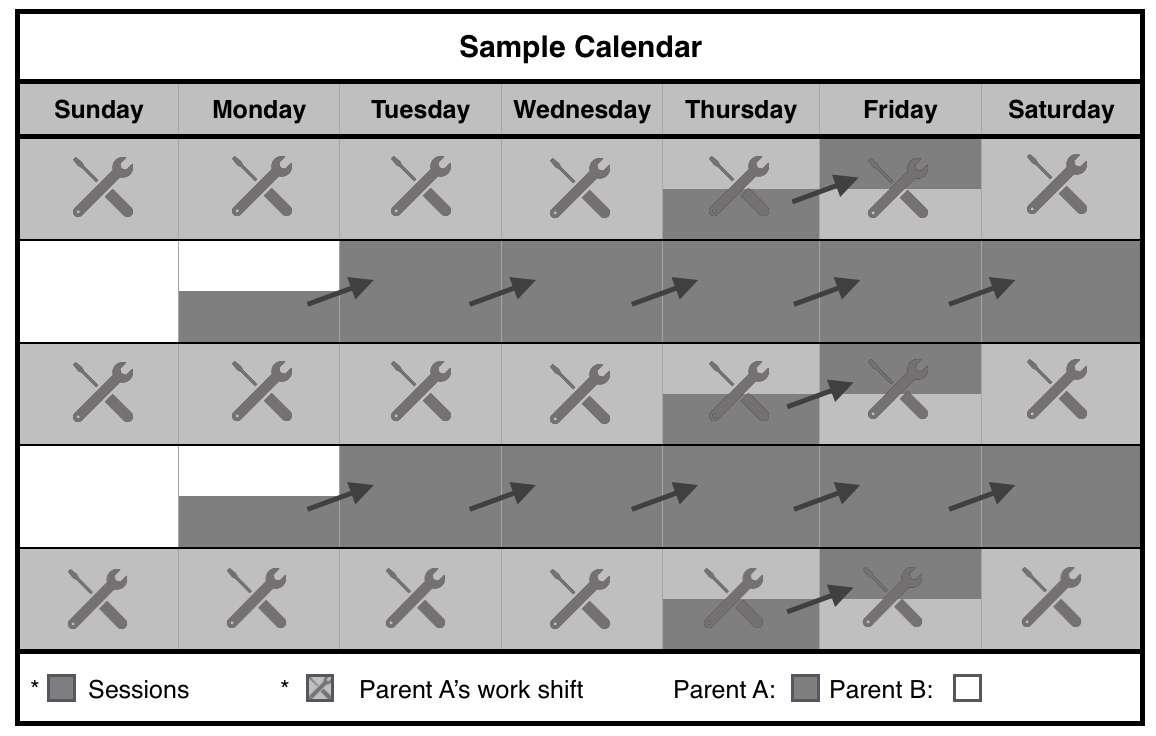 Sample Calendar
Sunday Monday Tuesday Wednesday Thursday Friday Saturday
* Sessions * Parent A's work shift Parent A: Parent B: